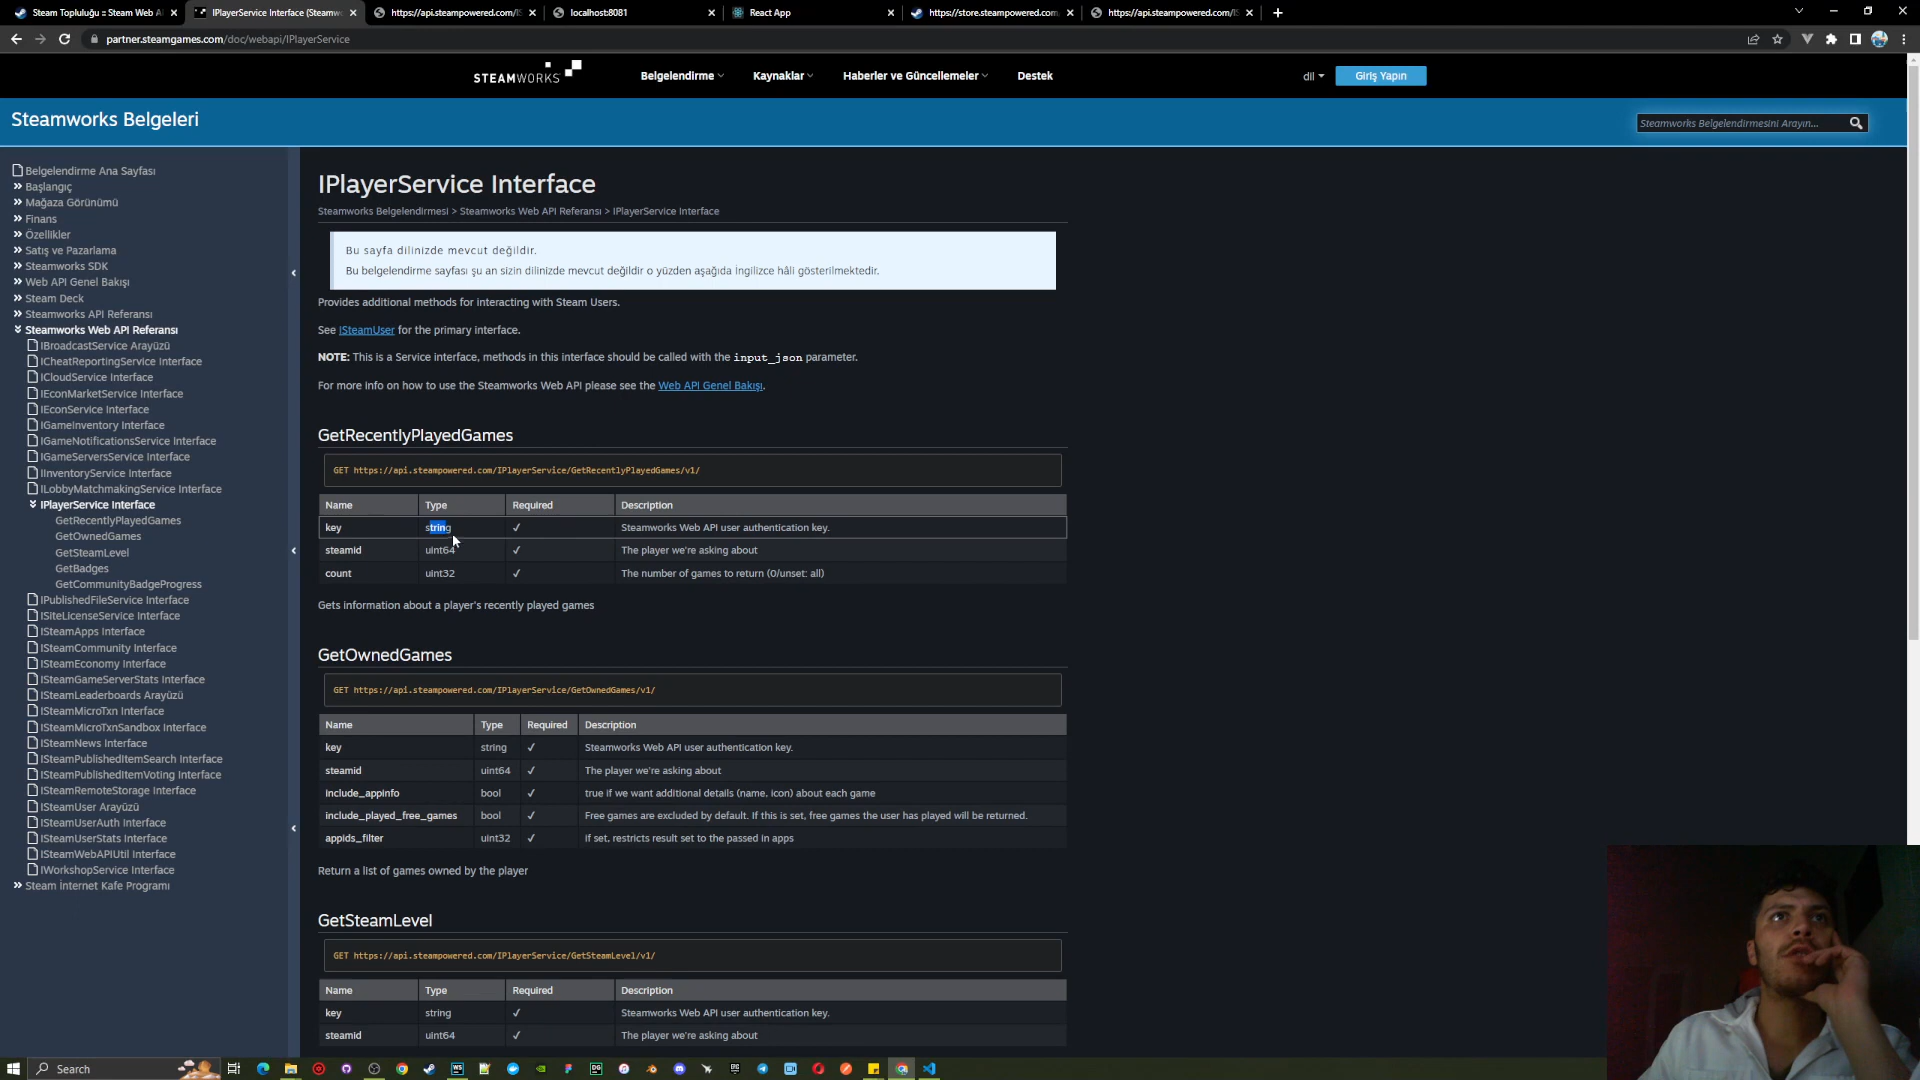 Steam Topluluğu :: Steam Web A
IPlayerService Interface (Steamw
https://api.steampowered.com/IS
localhost:8081
React App
https://store.steampowered.com
https://api.steampowered.com/IS
partner.steamgames.com/doc/webapi/IPlayerService
STEAMWORKS
Belgelendirme
Kaynaklar
Haberler ve Güncellemeler
Destek
dil
Giriş Yapın
Steamworks Belgeleri
Steamworks Belgelendirmesini Arayın...
Belgelendirme Ana Sayfası
Başlangıç
Mağaza Görünümü
Finans
Özellikler
Satış ve Pazarlama
Steamworks SDK
Web API Genel Bakışı
Steam Deck
Steamworks API Referansı
Steamworks Web API Referansı
IBroadcastService Arayüzü
ICheatReportingService Interface
ICloudService Interface
IEconMarketService Interface
IEconService Interface
IGameInventory Interface
IGameNotificationsService Interface
IGameServersService Interface
IInventoryService Interface
ILobbyMatchmakingService Interface
IPlayerService Interface
GetRecentlyPlayedGames
GetOwnedGames
GetSteamLevel
GetBadges
GetCommunityBadgeProgress
IPublishedFileService Interface
ISiteLicenseService Interface
ISteamApps Interface
ISteamCommunity Interface
ISteamEconomy Interface
ISteamGameServerStats Interface
ISteamLeaderboards Arayüzü
ISteamMicroTxn Interface
ISteamMicroTxnSandbox Interface
ISteamNews Interface
ISteamPublishedItemSearch Interface
ISteamPublishedItemVoting Interface
ISteamRemoteStorage Interface
ISteamUser Arayüzü
ISteamUserAuth Interface
ISteamUserStats Interface
ISteamWebAPIUtil Interface
IWorkshopService Interface
Steam İnternet Kafe Programı
IPlayerService Interface
Steamworks Belgelendirmesi > Steamworks Web API Referansı > IPlayerService Interface
Bu sayfa dilinizde mevcut değildir.
Bu belgelendirme sayfası şu an sizin dilinizde mevcut değildir o yüzden aşağıda İngilizce hâli gösterilmektedir.
Provides additional methods for interacting with Steam Users.
See ISteamUser for the primary interface.
NOTE: This is a Service interface, methods in this interface should be called with the input_json parameter.
For more info on how to use the Steamworks Web API please see the Web API Genel Bakışı.
GetRecentlyPlayedGames
GET https://api.steampowered.com/IPlayerService/GetRecentlyPlayedGames/v1/
Name Type Required Description
key string ✓ Steamworks Web API user authentication key.
steamid uint64 ✓ The player we're asking about
count uint32 ✓ The number of games to return (0/unset: all)
Gets information about a player's recently played games
GetOwnedGames
GET https://api.steampowered.com/IPlayerService/GetOwnedGames/v1/
Name Type Required Description
key string ✓ Steamworks Web API user authentication key.
steamid uint64 ✓ The player we're asking about
include_appinfo bool ✓ true if we want additional details (name, icon) about each game
include_played_free_games bool ✓ Free games are excluded by default. If this is set, free games the user has played will be returned.
appids_filter uint32 ✓ if set, restricts result set to the passed in apps
Return a list of games owned by the player
GetSteamLevel
GET https://api.steampowered.com/IPlayerService/GetSteamLevel/v1/
Name Type Required Description
key string ✓ Steamworks Web API user authentication key.
steamid uint64 ✓ The player we're asking about
Search